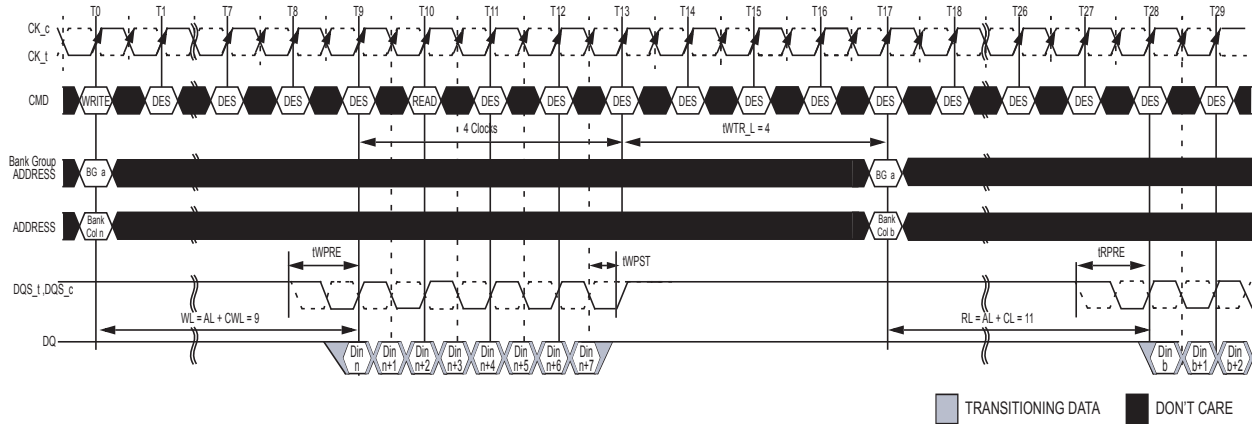 T0 T1 T7 T8 T9 T10 T11 T12 T13 T14 T15 T16 T17 T18 T26 T27 T28 T29
CK_c
CK_t
CMD WRITE DES DES DES DES READ DES DES DES DES DES DES DES DES DES DES DES DES
4 Clocks tWTR_L = 4
Bank Group
ADDRESS BG a BG a
ADDRESS Bank
Col n Bank
Col b
tWPRE tWPST tRPRE
DQS_t ,DQS_c
WL = AL + CWL = 9 RL = AL + CL = 11
DQ
Din
n Din
n+1 Din
n+2 Din
n+3 Din
n+4 Din
n+5 Din
n+6 Din
n+7 Din
b Din
b+1 Din
b+2
TRANSITIONING DATA DON'T CARE